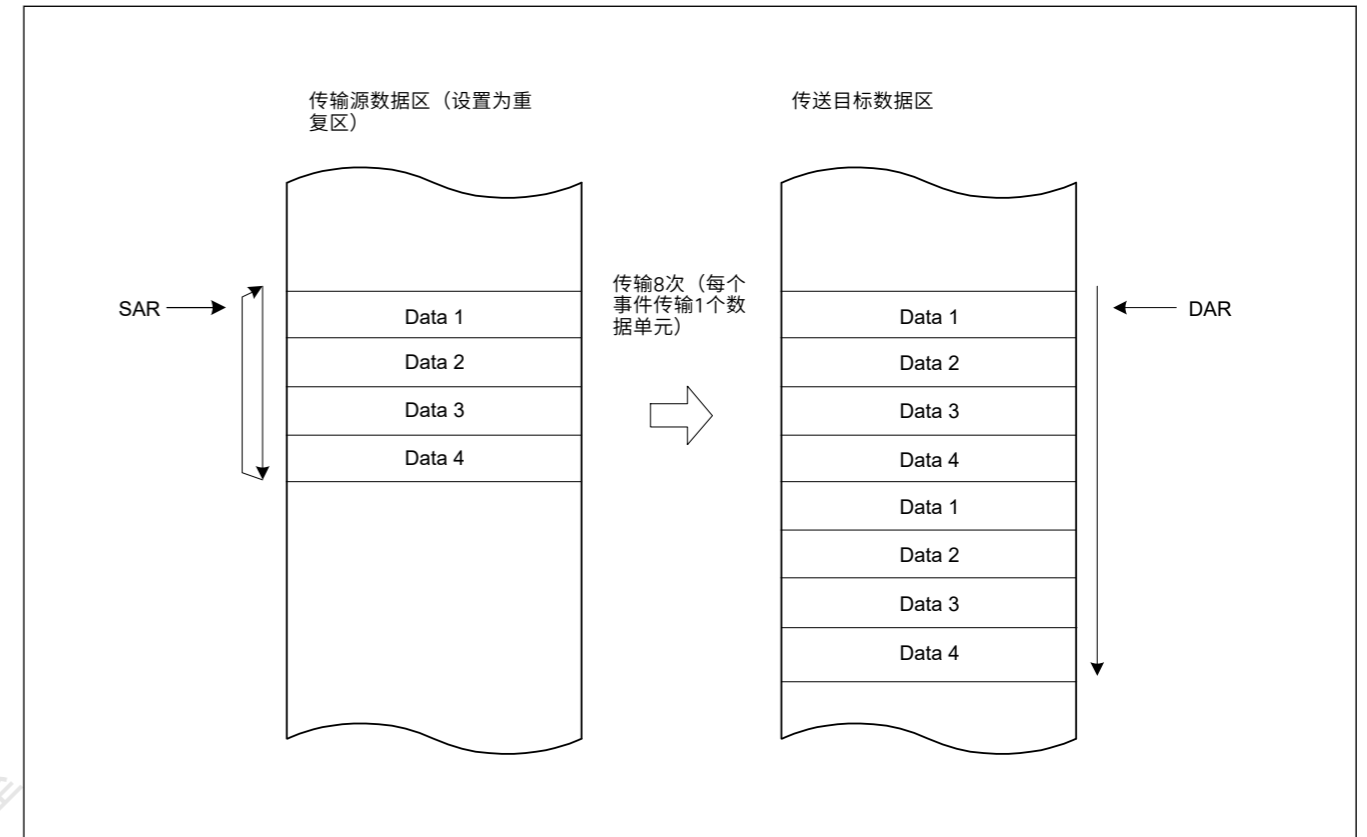 传输源数据区（设置为重
复区）
传送目标数据区
传输8次（每个
事件传输1个数
据单元）
SAR
Data 1
Data 2
Data 3
Data 4
DAR
Data 1
Data 2
Data 3
Data 4
Data 1
Data 2
Data 3
Data 4